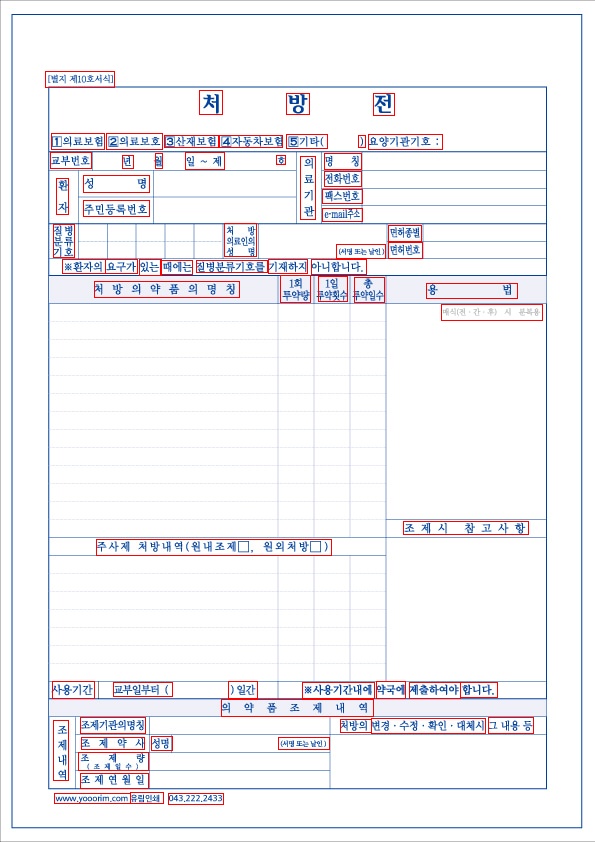 [별지 제10호서식]
처 방 전
1의료보험 2의료보호 3산재보험 4자동차보험 5기타( ) 요양기관기호 :
교부번호 년 월 일 ~ 제 호
환자
성 명
주민등록번호
의료기관
명 칭
전화번호
팩스번호
e-mail주소
질병분류기호
처 방 의료인의 성 명
(서명 또는 날인)
면허종별
면허번호
※환자의 요구가 있는 때에는 질병분류기호를 기재하지 아니합니다.
처 방 의 약 품 의 명 칭
1회 투약량
1일 투약횟수
총 투약일수
용 법
매식(전 · 간 · 후) 시 분복용
조 제 시 참 고 사 항
주사제 처방내역(원내조제□, 원외처방□)
사용기간 교부일부터 ( ) 일간 ※사용기간내에 약국에 제출하여야 합니다.
의 약 품 조 제 내 역
조제내역
조제기관의명칭
처방의 변경 · 수정 · 확인 · 대체시 그 내용 등
조 제 약 사 성명 (서명 또는 날인)
조 제 량
(조 제 일 수)
조 제 연 월 일
www.yooorim.com 유림인쇄 043.222.2433